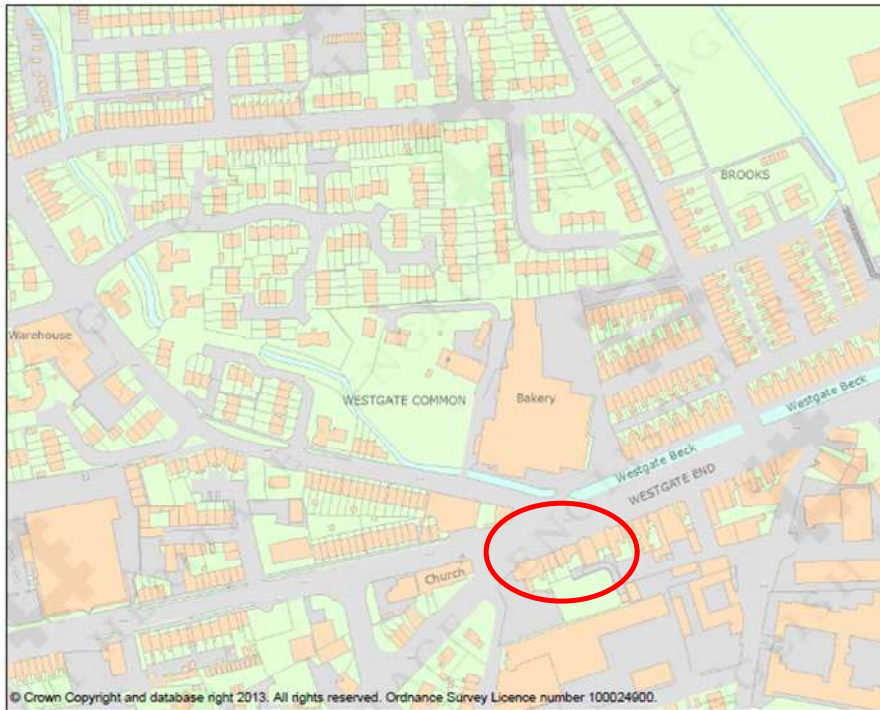 BROOKS
Warehouse
WESTGATE COMMON
Bakery
Westgate Beck
Westgate Beck
WESTGATE END
Church
© Crown Copyright and database right 2013. All rights reserved. Ordnance Survey Licence number 100024900.